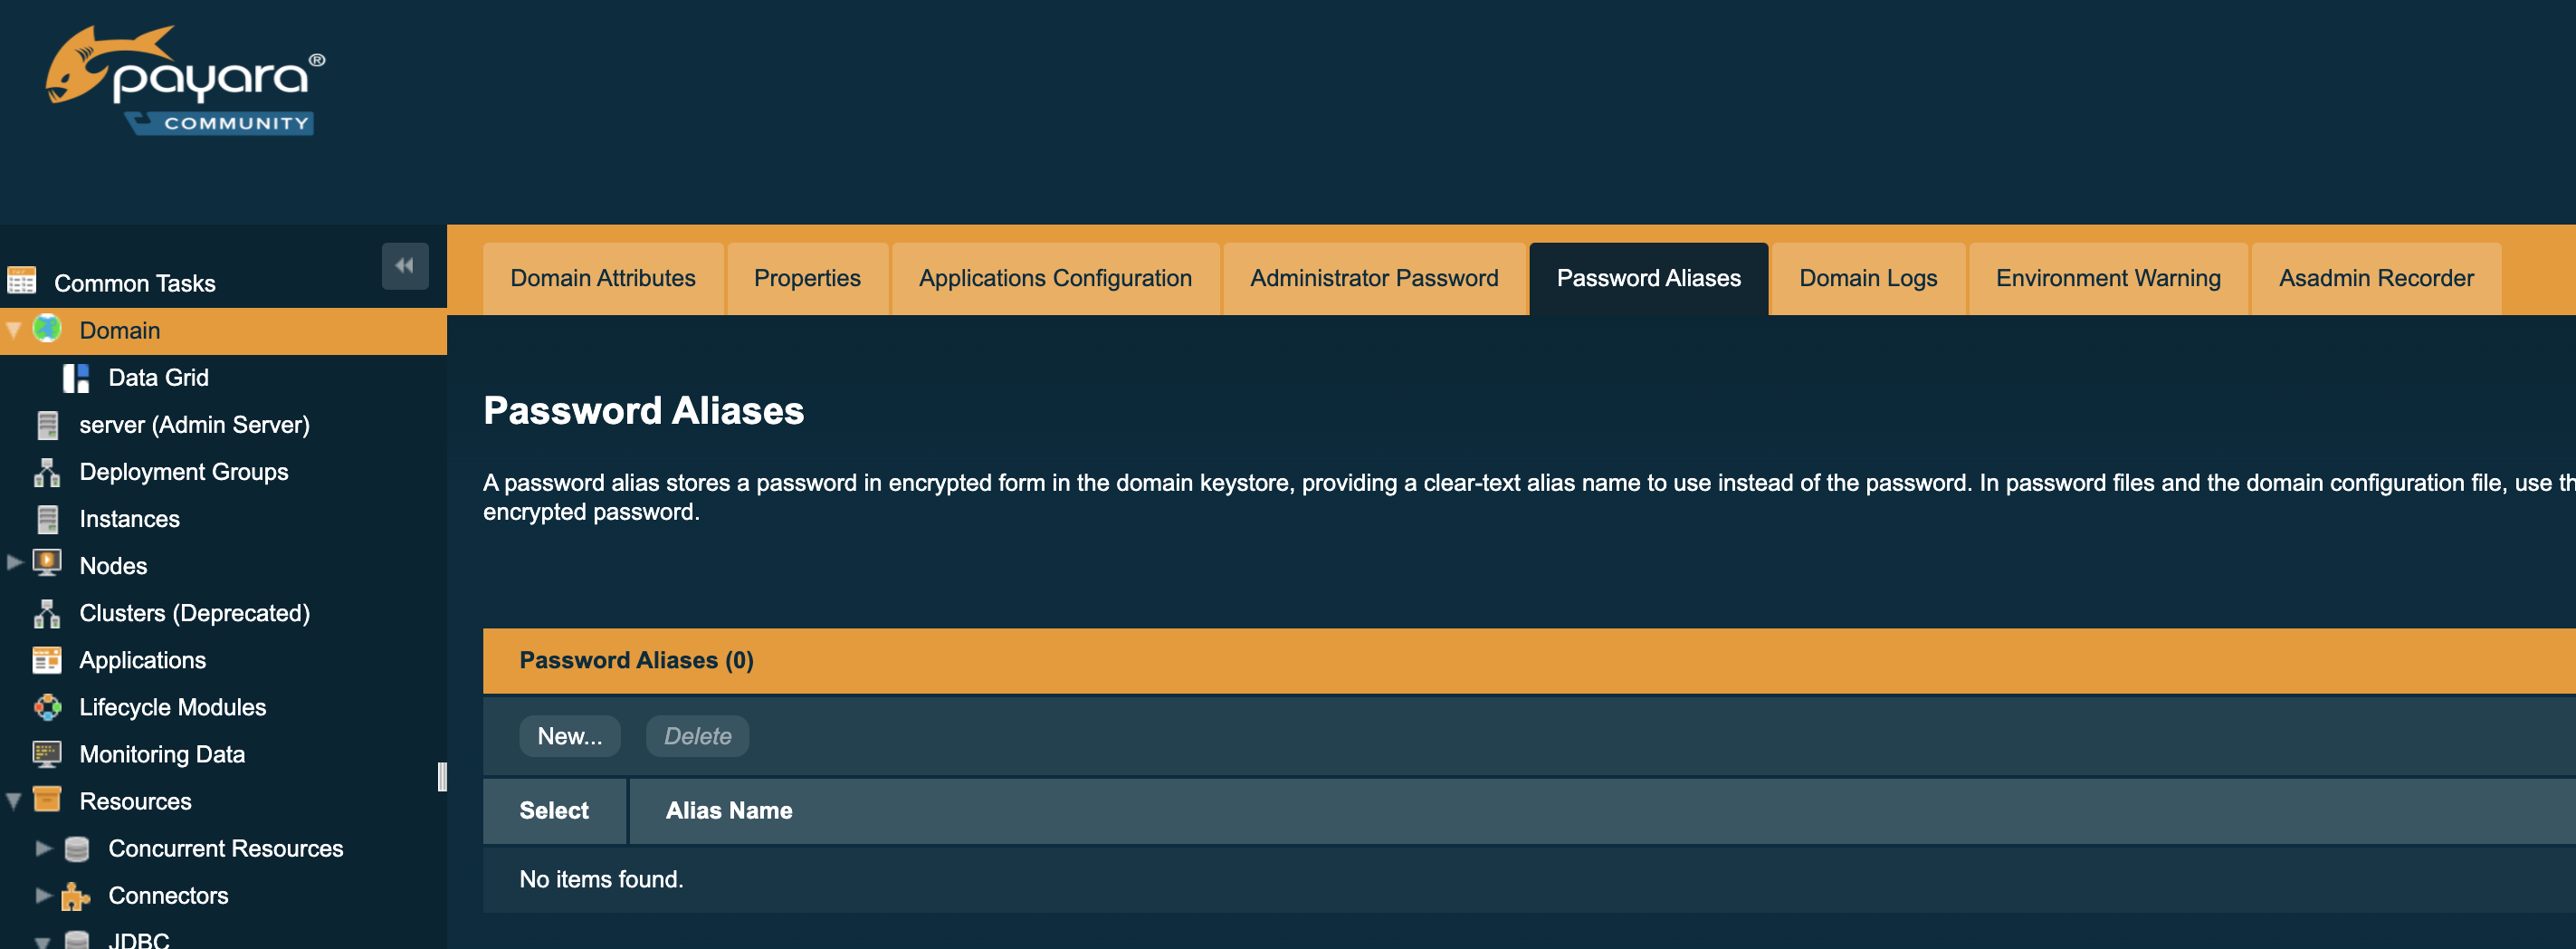 payara®
COMMUNITY
Common Tasks
Domain
Data Grid
server (Admin Server)
Deployment Groups
Instances
Nodes
Clusters (Deprecated)
Applications
Lifecycle Modules
Monitoring Data
Resources
Concurrent Resources
Connectors
JDBC
Domain Attributes
Properties
Applications Configuration
Administrator Password
Password Aliases
Domain Logs
Environment Warning
Asadmin Recorder
Password Aliases
A password alias stores a password in encrypted form in the domain keystore, providing a clear-text alias name to use instead of the password. In password files and the domain configuration file, use th
encrypted password.
Password Aliases (0)
New... Delete
Select Alias Name
No items found.